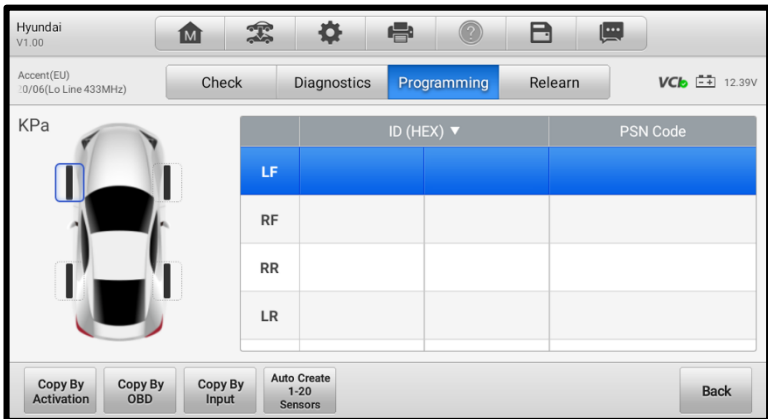 Hyundai
V1.00
M
?
Accent(EU)
0/06(Lo Line 433MHz)
Check
Diagnostics
Programming
Relearn
VCI
12.39V
KPa
ID (HEX) ▼
PSN Code
LF
RF
RR
LR
Copy By
Activation
Copy By
OBD
Copy By
Input
Auto Create
1-20
Sensors
Back